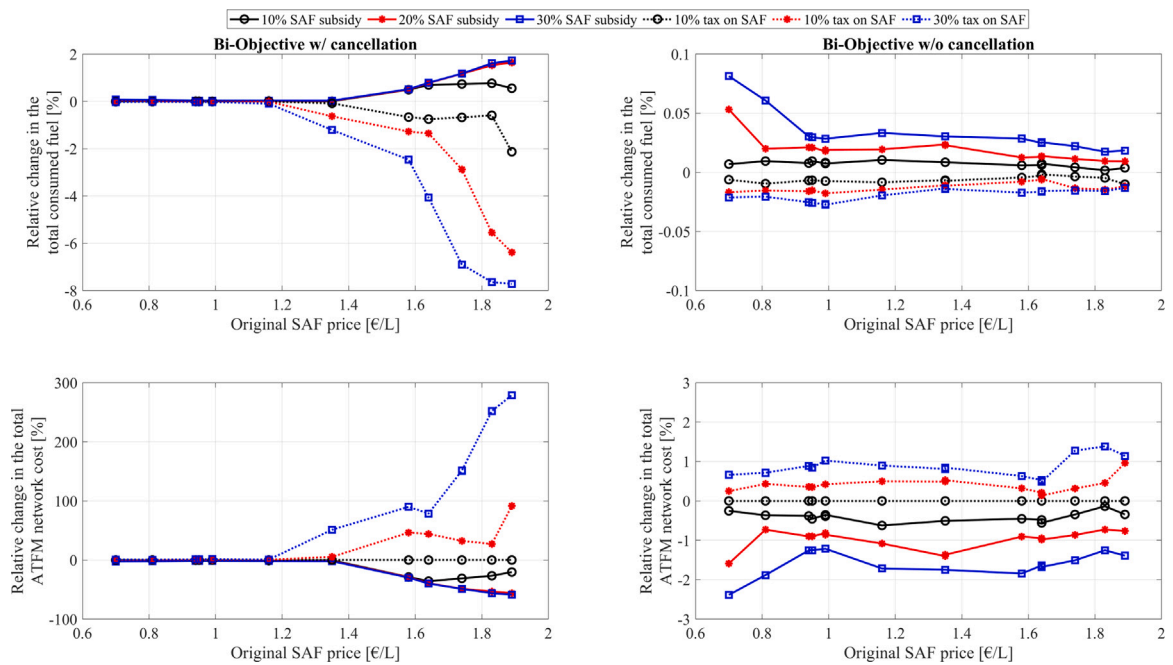 10% SAF subsidy 20% SAF subsidy 30% SAF subsidy 10% tax on SAF 10% tax on SAF 30% tax on SAF
Bi-Objective w/ cancellation
2
0
-2
-4
-6
-8
0.6 0.8 1 1.2 1.4 1.6 1.8 2
Relative change in the
total consumed fuel [%]
Original SAF price [€/L]
Bi-Objective w/o cancellation
0.1
0.05
0
-0.05
-0.1
0.6 0.8 1 1.2 1.4 1.6 1.8 2
Relative change in the
total consumed fuel [%]
Original SAF price [€/L]
300
200
100
0
-100
0.6 0.8 1 1.2 1.4 1.6 1.8 2
Relative change in the total
ATFM network cost [%]
Original SAF price [€/L]
3
2
1
0
-1
-2
-3
0.6 0.8 1 1.2 1.4 1.6 1.8 2
Relative change in the total
ATFM network cost [%]
Original SAF price [€/L]